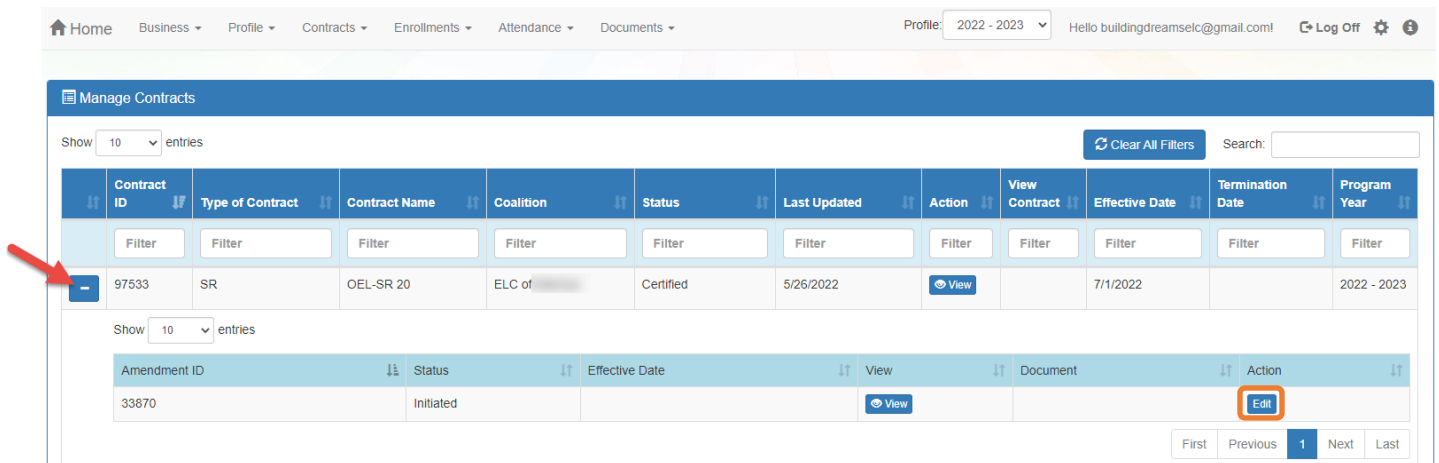 Home Business Profile Contracts Enrollments Attendance Documents Profile: 2022 - 2023 Hello buildingdreamselc@gmail.com! Log Off
Manage Contracts
Show 10 entries Clear All Filters Search:
Contract ID Type of Contract Contract Name Coalition Status Last Updated Action View Contract Effective Date Termination Date Program Year
Filter Filter Filter Filter Filter Filter Filter Filter Filter Filter Filter
97533 SR OEL-SR 20 ELC of Certified 5/26/2022 View 7/1/2022 2022 - 2023
Show 10 entries
Amendment ID Status Effective Date View Document Action
33870 Initiated View Edit
First Previous 1 Next Last